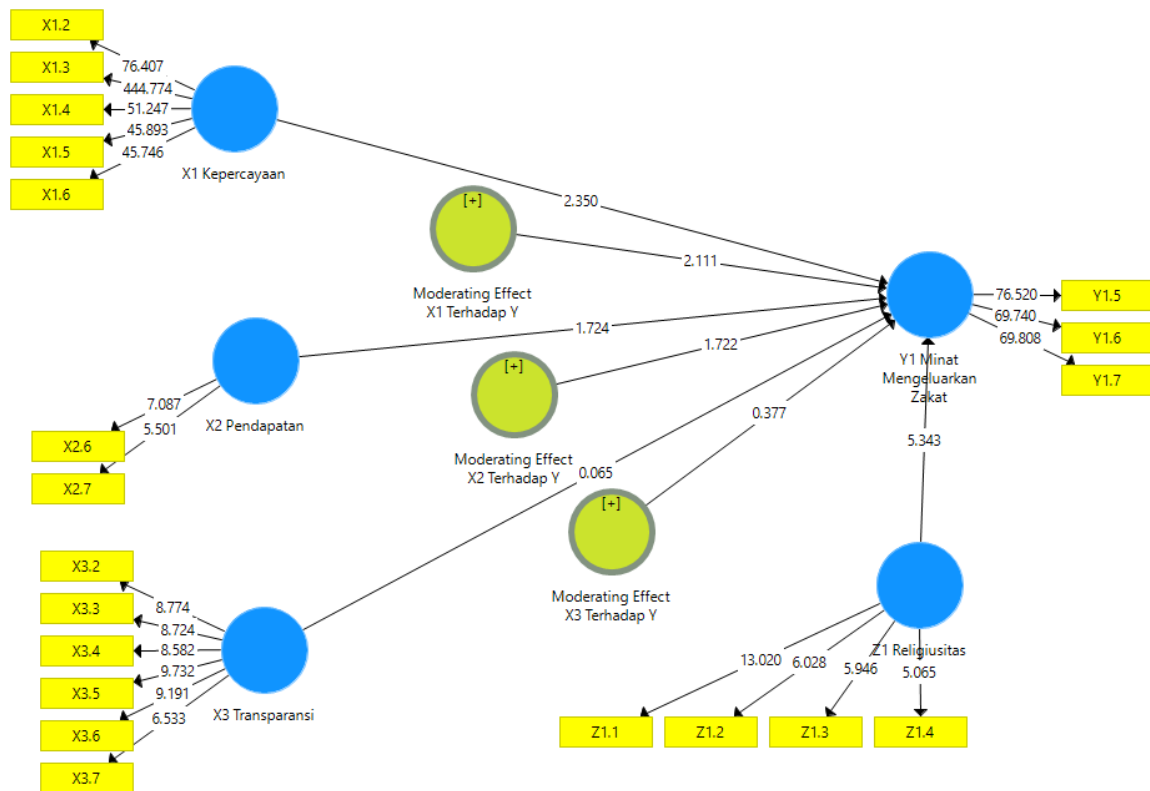 X1.2
X1.3
X1.4
X1.5
X1.6
76.407
444.774
51.247
45.893
45.746
X1 Kepercayaan
2.350
[+]
Moderating Effect
X1 Terhadap Y
2.111
X2 Pendapatan
1.724
7.087
5.501
X2.6
X2.7
[+]
Moderating Effect
X2 Terhadap Y
1.722
0.377
0.065
[+]
Moderating Effect
X3 Terhadap Y
Y1 Minat
Mengeluarkan
Zakat
76.520
69.740
69.808
Y1.5
Y1.6
Y1.7
5.343
X3.2
X3.3
X3.4
X3.5
X3.6
X3.7
8.774
8.724
8.582
9.732
9.191
6.533
X3 Transparansi
Z1 Religiusitas
13.020
6.028
5.946
5.065
Z1.1
Z1.2
Z1.3
Z1.4